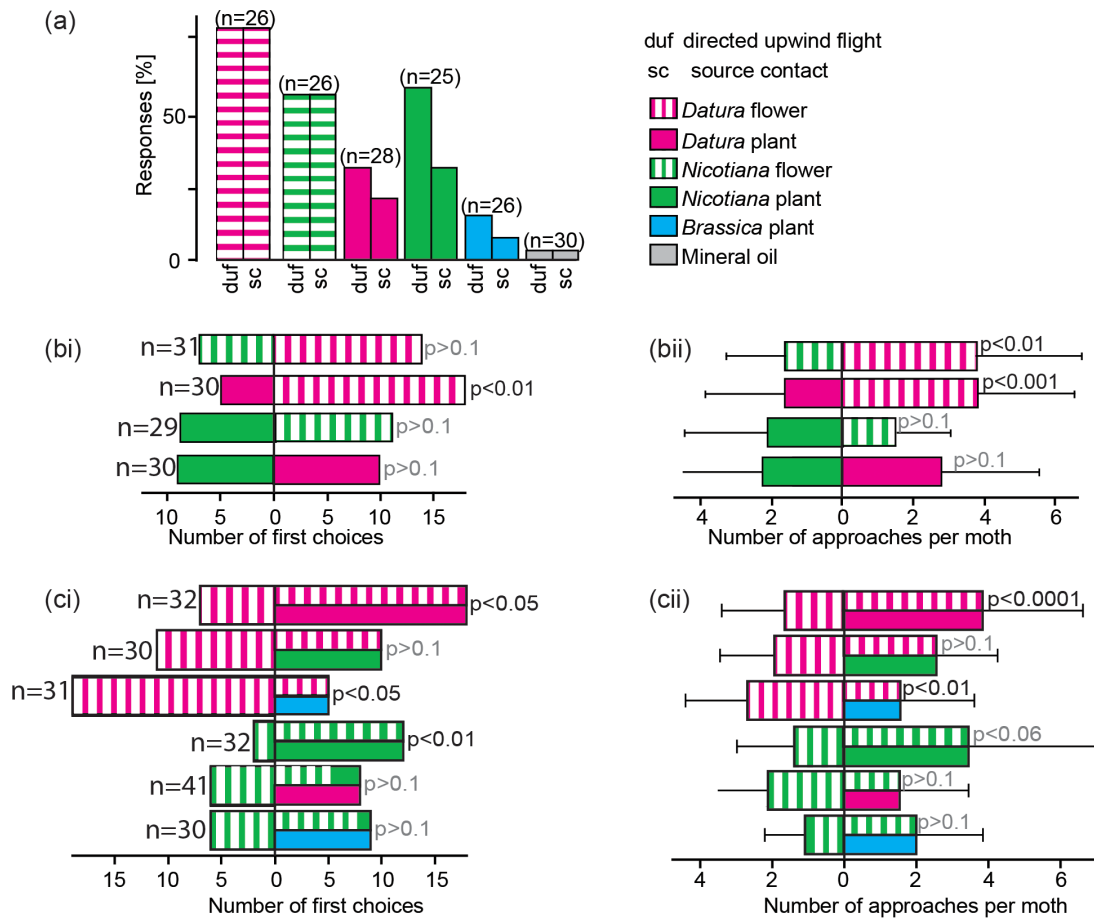 (a)
(n=26)
(n=26)
(n=28)
(n=25)
(n=26)
(n=30)
Responses [%]
50
0
duf sc duf sc duf sc duf sc duf sc duf sc
duf directed upwind flight
sc source contact
Datura flower
Datura plant
Nicotiana flower
Nicotiana plant
Brassica plant
Mineral oil
(bi)
n=31 p>0.1
n=30 p<0.01
n=29 p>0.1
n=30 p>0.1
10 5 0 5 10 15
Number of first choices
(bii)
p<0.01
p<0.001
p>0.1
p>0.1
4 2 0 2 4 6
Number of approaches per moth
(ci)
n=32 p<0.05
n=30 p>0.1
n=31 p<0.05
n=32 p<0.01
n=41 p>0.1
n=30 p>0.1
15 10 5 0 5 10 15
Number of first choices
(cii)
p<0.0001
p>0.1
p<0.01
p<0.06
p>0.1
p>0.1
4 2 0 2 4 6
Number of approaches per moth